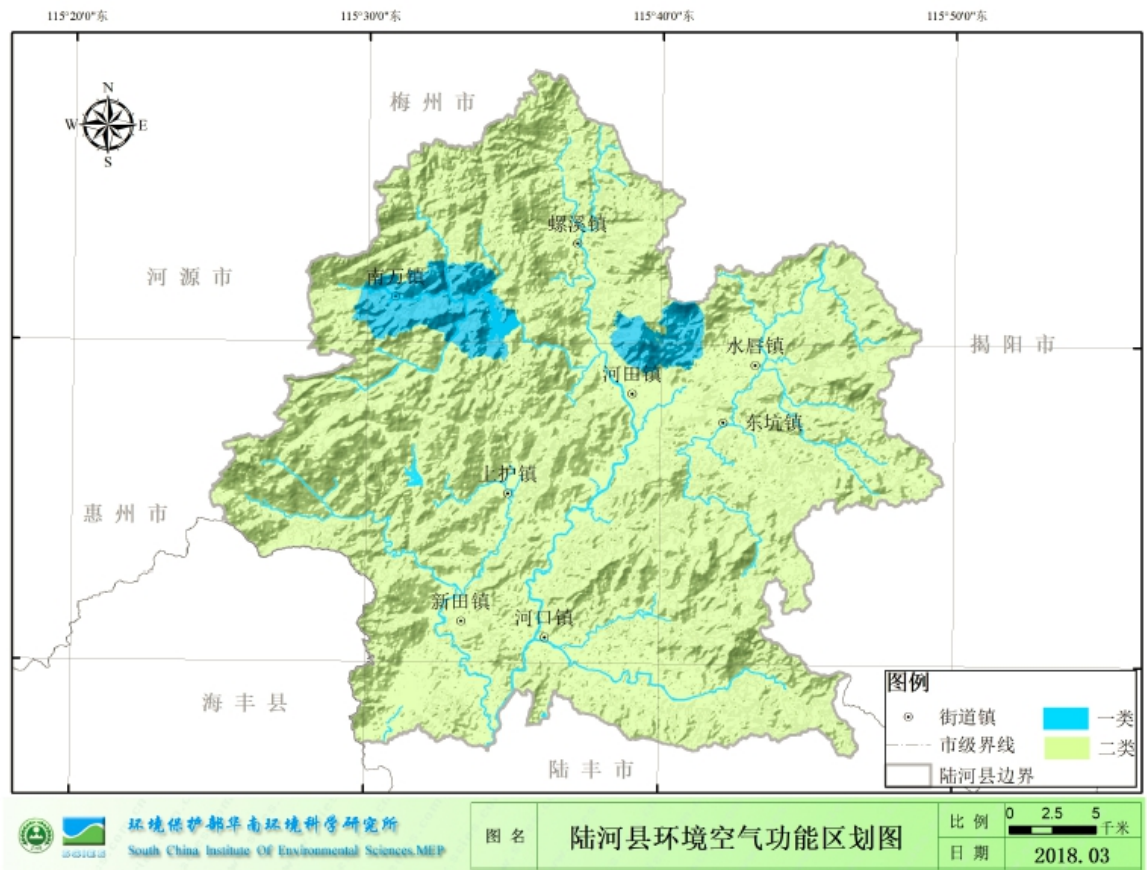 115°20'0"东
115°30'0"东
115°40'0"东
115°50'0"东
N
W
E
S
梅州市
河源市
揭阳市
惠州市
海丰县
陆丰市
螺溪镇
南万镇
水唇镇
河田镇
东坑镇
上护镇
新田镇
河口镇
图例
街道镇
一类
市级界线
二类
陆河县边界
环境保护部华南环境科学研究所
South China Institute Of Environmental Sciences.MEP
图名
陆河县环境空气功能区划图
比例
0 2.5 5
千米
日期
2018.03